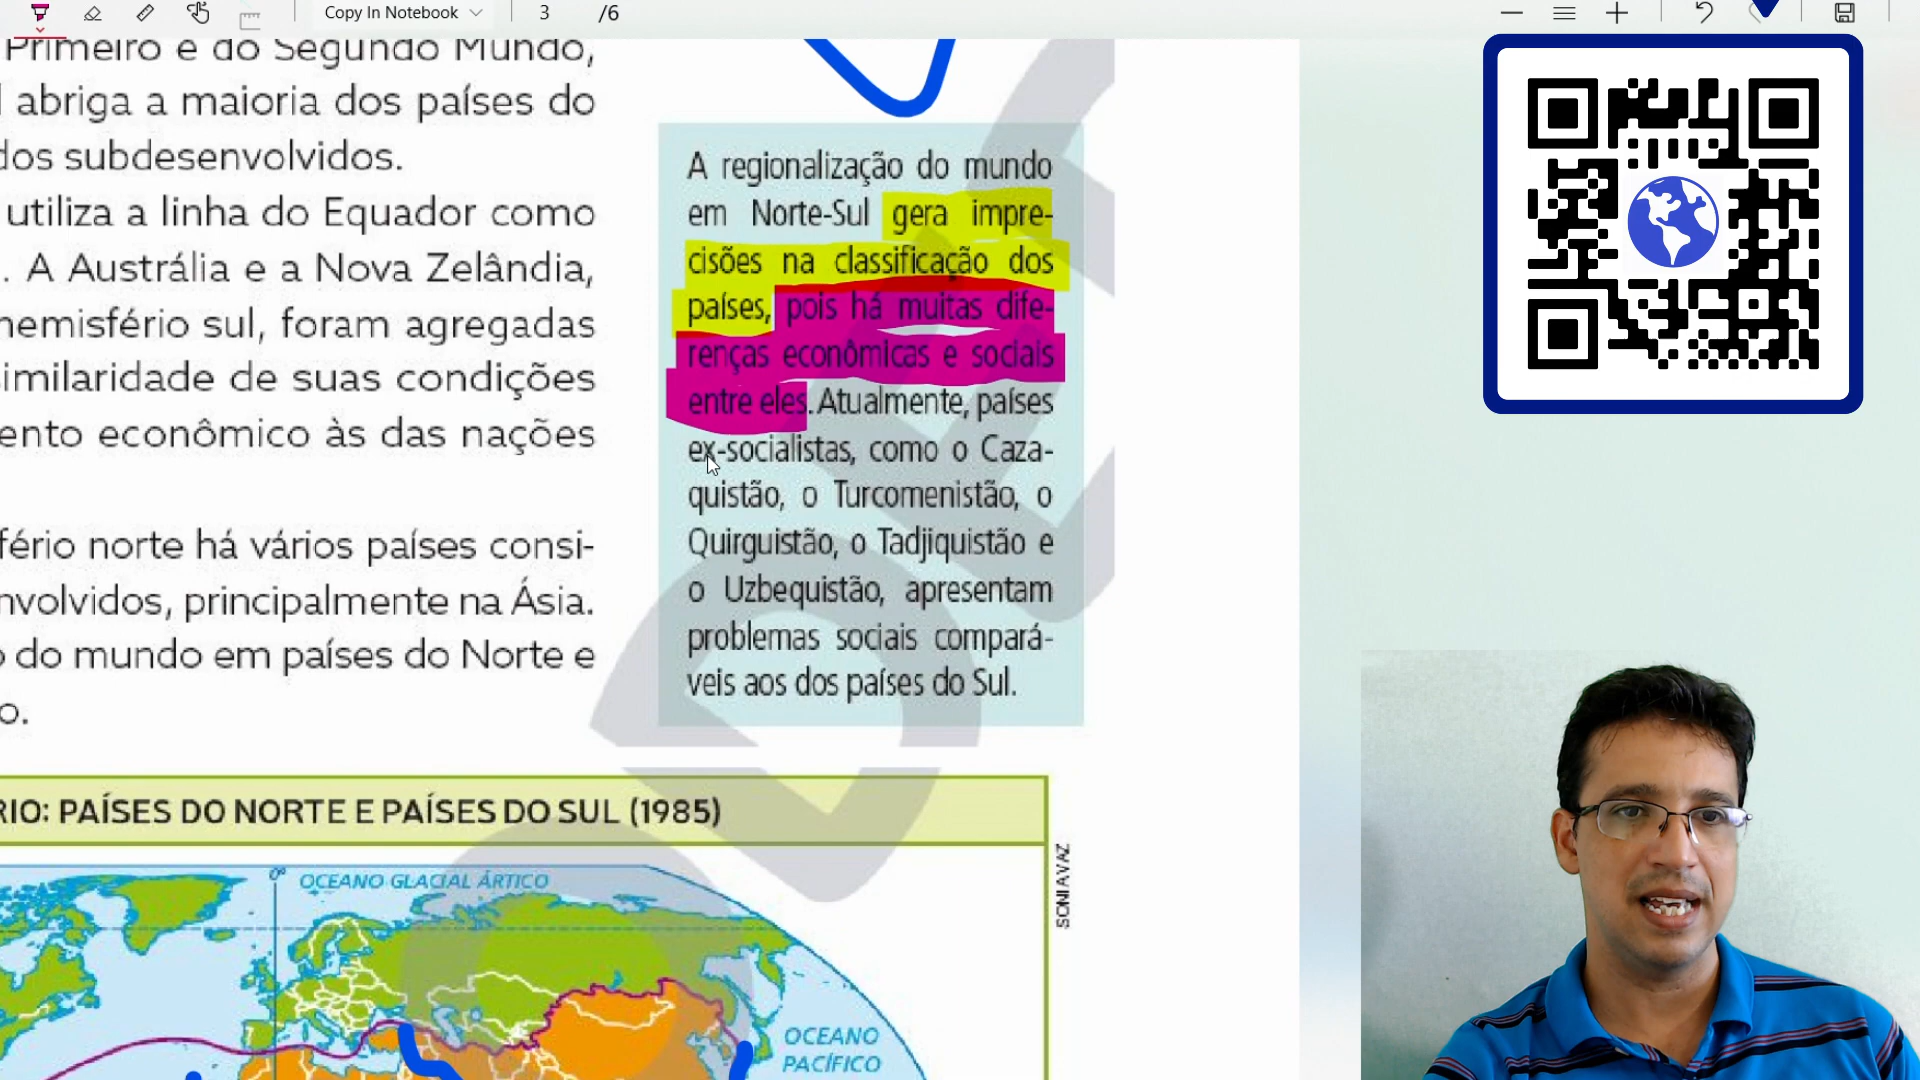 Copy In Notebook
3 /6
Primeiro e do Segundo Mundo,
abriga a maioria dos países do
dos subdesenvolvidos.
utiliza a linha do Equador como
. A Austrália e a Nova Zelândia,
hemisfério sul, foram agregadas
similaridade de suas condições
ento econômico às das nações
fério norte há vários países consi-
nvolvidos, principalmente na Ásia.
o do mundo em países do Norte e
o.
A regionalização do mundo
em Norte-Sul gera impre-
cisões na classificação dos
países, pois há muitas dife-
renças econômicas e sociais
entre eles. Atualmente, países
ex-socialistas, como o Caza-
quistão, o Turcomenistão, o
Quirguistão, o Tadjiquistão e
o Uzbequistão, apresentam
problemas sociais compará-
veis aos dos países do Sul.
RIO: PAÍSES DO NORTE E PAÍSES DO SUL (1985)
SONIA VAZ
0°
OCEANO GLACIAL ÁRTICO
OCEANO
PACÍFICO